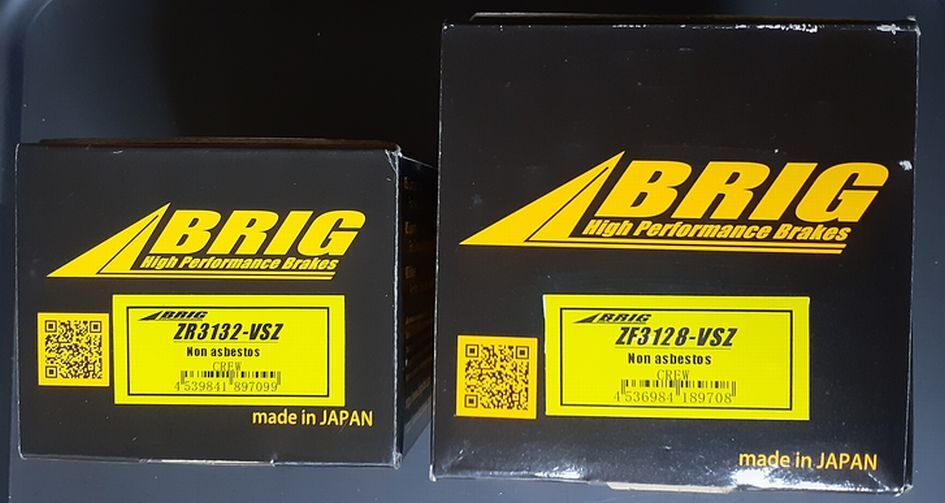 BRIG
High Performance Brakes
BRIG
ZR3132-VSZ
Non asbestos
CREW
4 539841 897099
made in JAPAN
BRIG
High Performance Brakes
BRIG
ZF3128-VSZ
Non asbestos
CREW
4 536984 189708
made in JAPAN